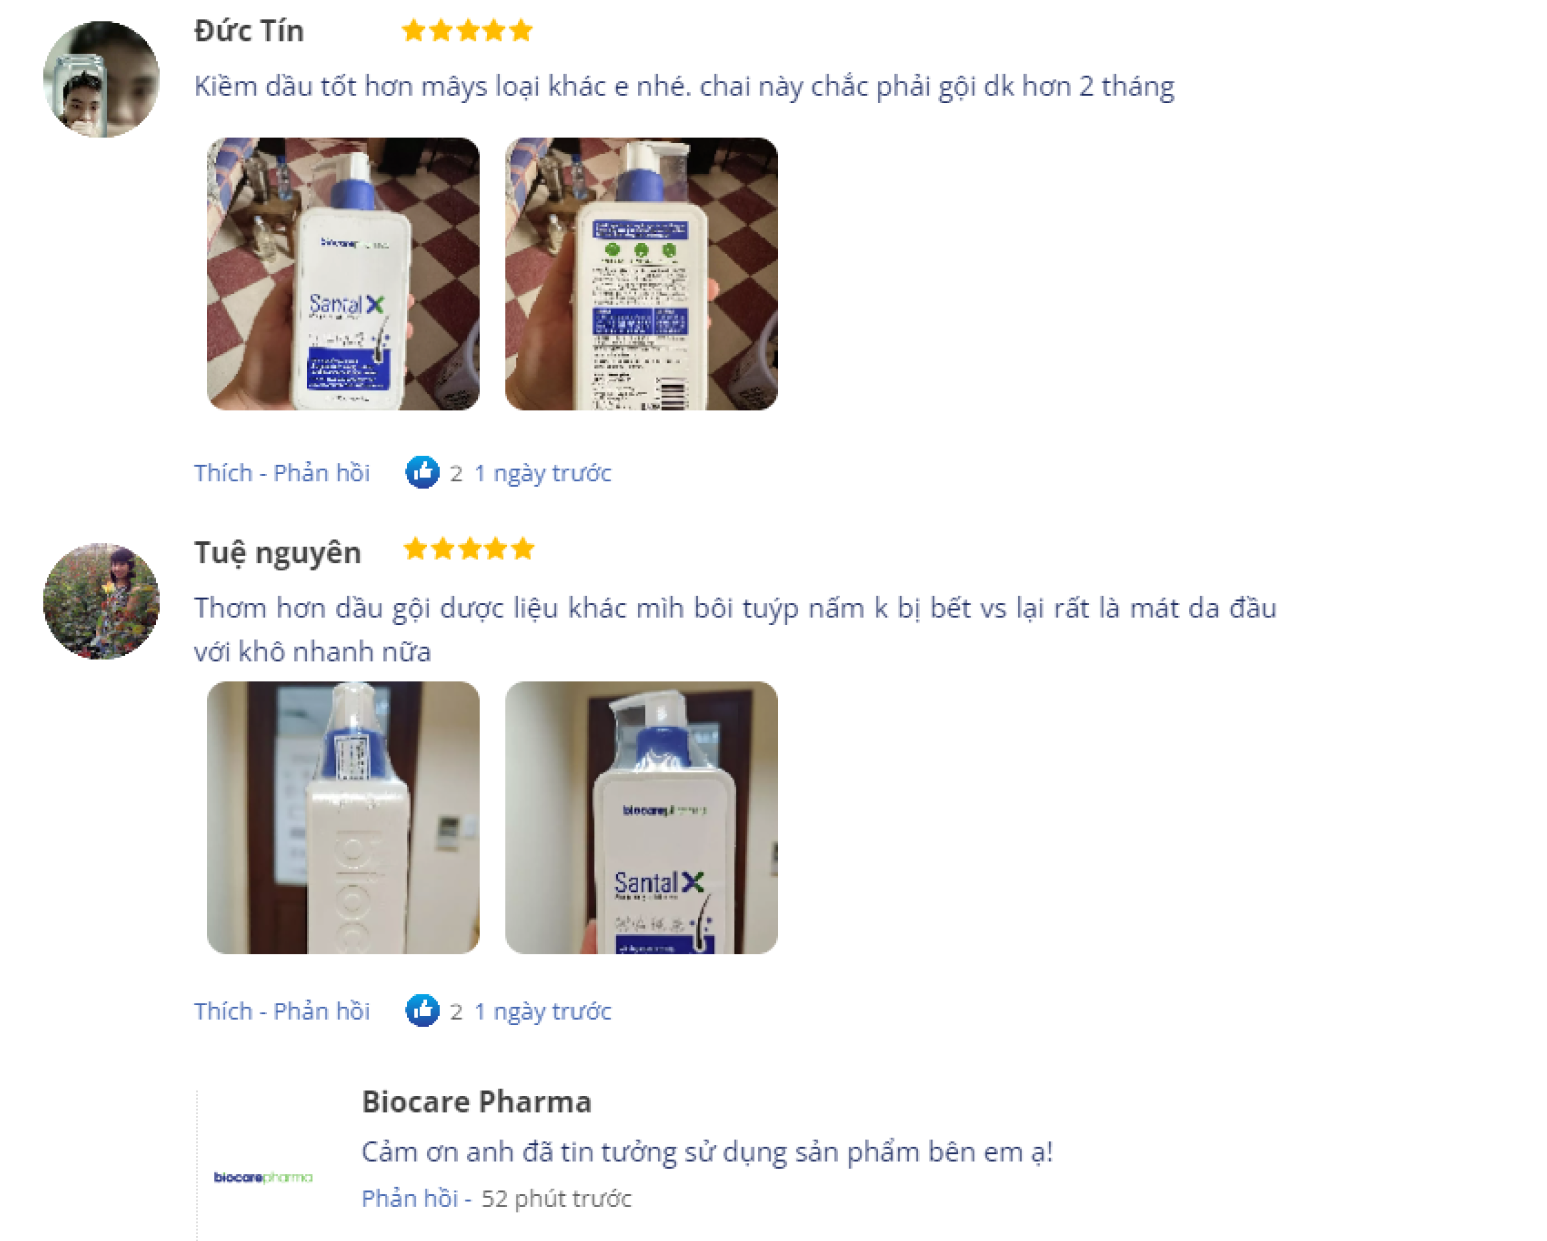 Đức Tín
Kiềm dầu tốt hơn mâys loại khác e nhé. chai này chắc phải gội dk hơn 2 tháng
biocarepharma
Santal X
Thích - Phản hồi 2 1 ngày trước
Tuệ nguyên
Thơm hơn dầu gội dược liệu khác mìh bôi tuýp nấm k bị bết vs lại rất là mát da đầu
với khô nhanh nữa
bioc
biocarepharma
Santal X
Thích - Phản hồi 2 1 ngày trước
Biocare Pharma
Cảm ơn anh đã tin tưởng sử dụng sản phẩm bên em ạ!
biocarepharma
Phản hồi - 52 phút trước